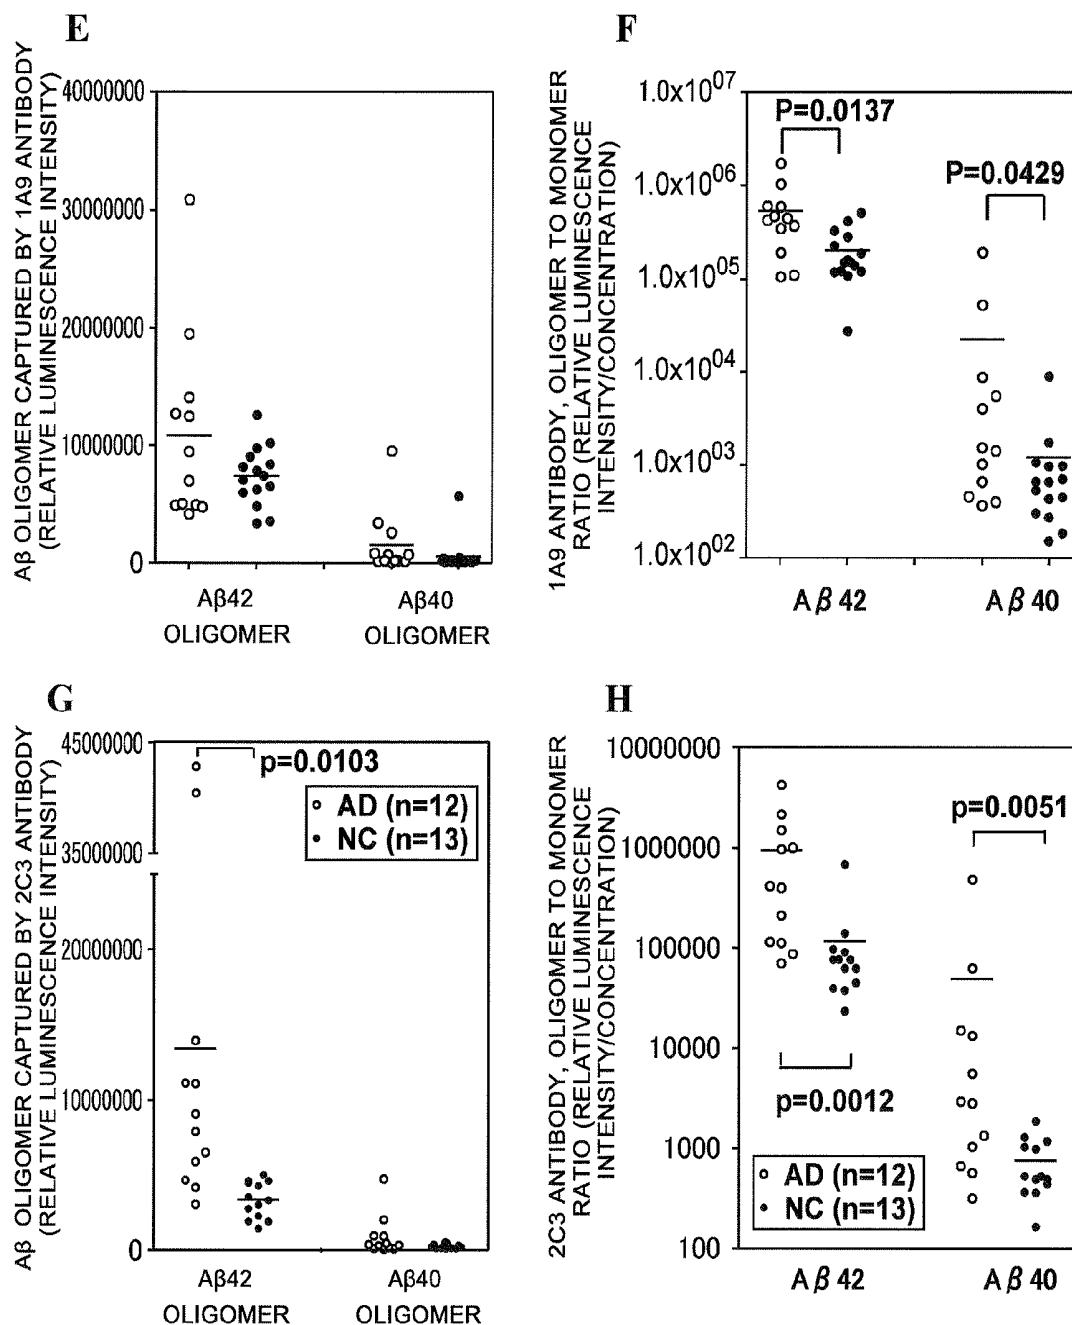 E
Aβ OLIGOMER CAPTURED BY 1A9 ANTIBODY
(RELATIVE LUMINESCENCE INTENSITY)
40000000
30000000
20000000
10000000
0
Aβ42
OLIGOMER
Aβ40
OLIGOMER
F
1A9 ANTIBODY, OLIGOMER TO MONOMER
RATIO (RELATIVE LUMINESCENCE
INTENSITY/CONCENTRATION)
1.0x10^07
1.0x10^06
1.0x10^05
1.0x10^04
1.0x10^03
1.0x10^02
P=0.0137
P=0.0429
Aβ 42
Aβ 40
G
Aβ OLIGOMER CAPTURED BY 2C3 ANTIBODY
(RELATIVE LUMINESCENCE INTENSITY)
45000000
35000000
20000000
10000000
0
p=0.0103
AD (n=12)
NC (n=13)
Aβ42
OLIGOMER
Aβ40
OLIGOMER
H
2C3 ANTIBODY, OLIGOMER TO MONOMER
RATIO (RELATIVE LUMINESCENCE
INTENSITY/CONCENTRATION)
10000000
1000000
100000
10000
1000
100
p=0.0051
p=0.0012
AD (n=12)
NC (n=13)
Aβ 42
Aβ 40